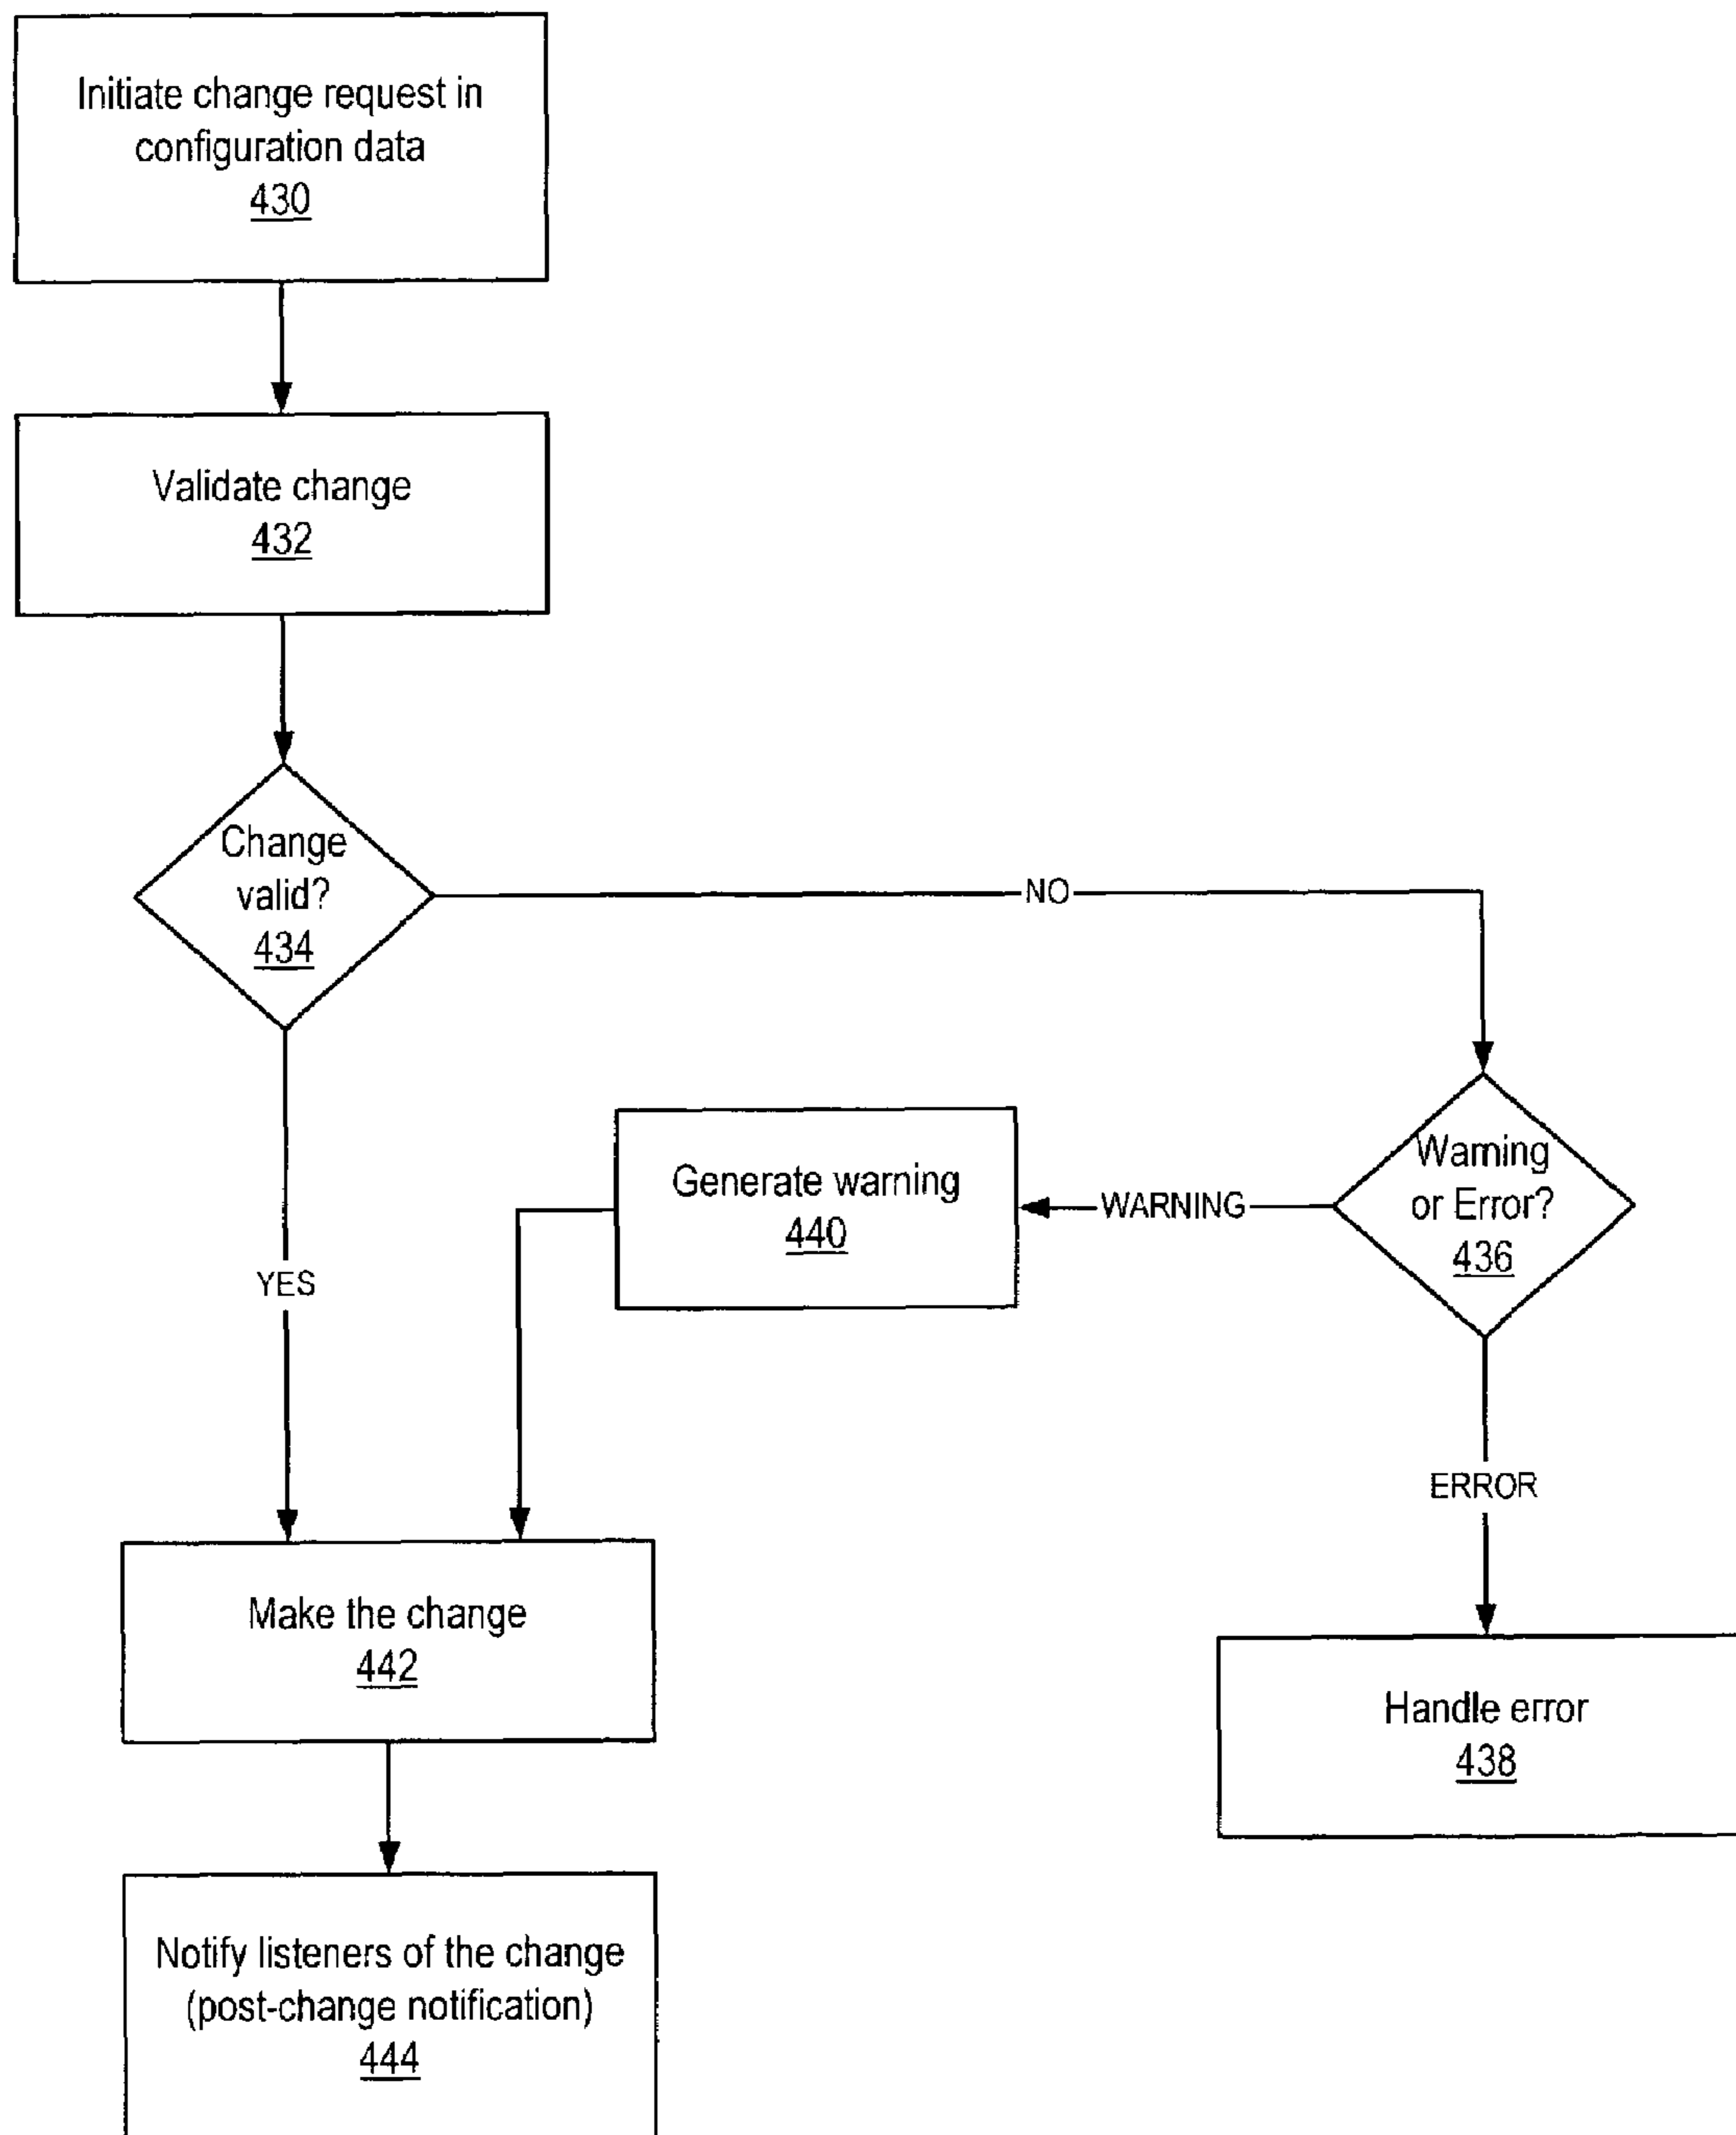 Initiate change request in
configuration data
430
Validate change
432
Change
valid?
434
NO
Warning
or Error?
436
WARNING
Generate warning
440
YES
ERROR
Make the change
442
Handle error
438
Notify listeners of the change
(post-change notification)
444